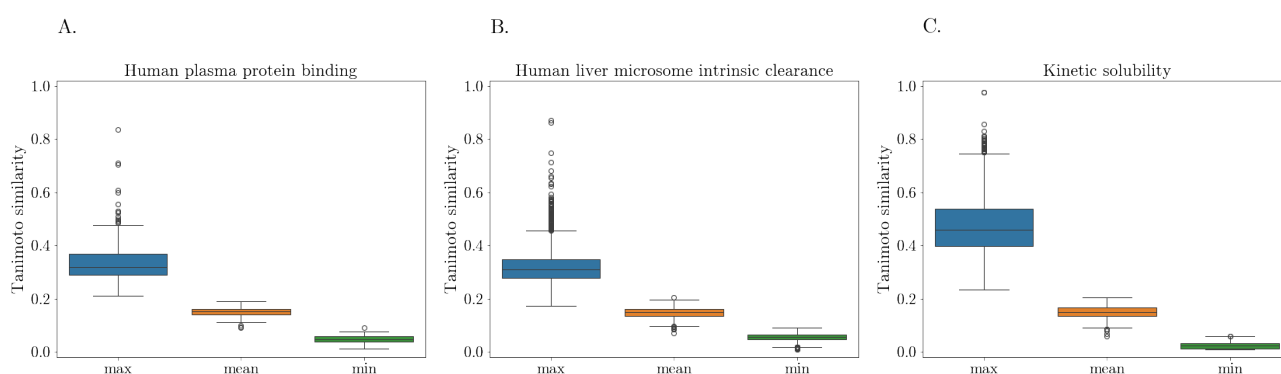 A.
Human plasma protein binding
Tanimoto similarity
1.0
0.8
0.6
0.4
0.2
0.0
max mean min
B.
Human liver microsome intrinsic clearance
Tanimoto similarity
1.0
0.8
0.6
0.4
0.2
0.0
max mean min
C.
Kinetic solubility
Tanimoto similarity
1.0
0.8
0.6
0.4
0.2
0.0
max mean min